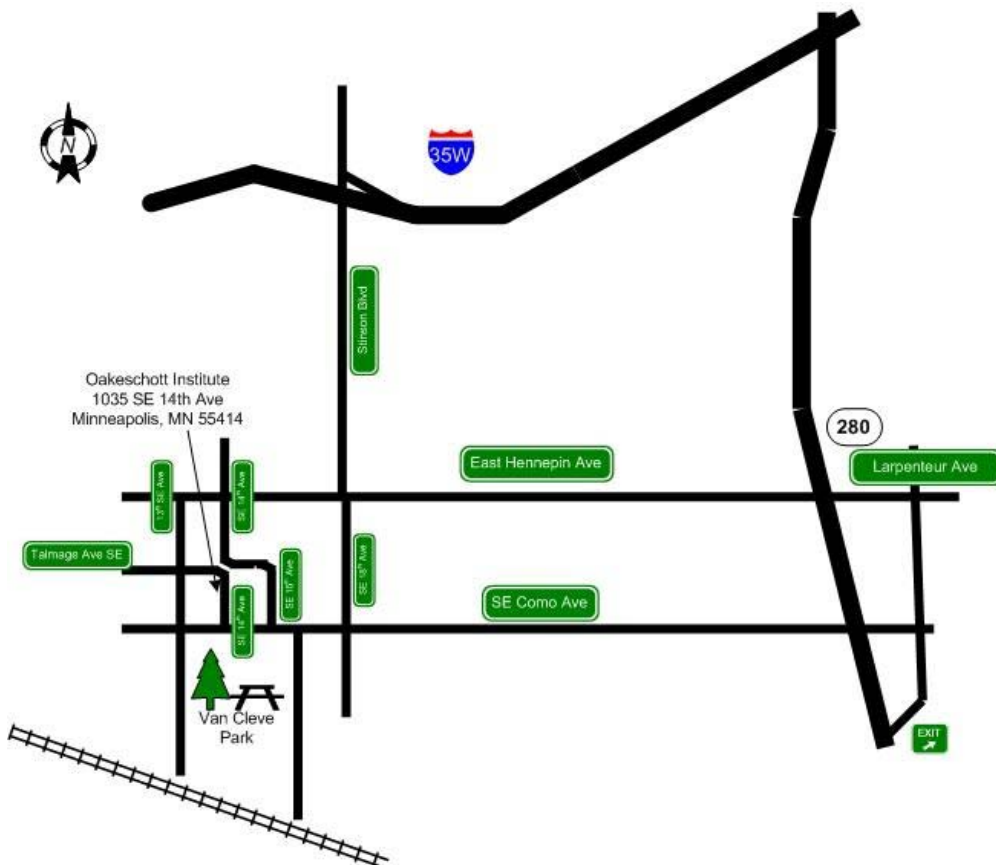 N
35W
Stinson Blvd
Oakeschott Institute
1035 SE 14th Ave
Minneapolis, MN 55414
280
East Hennepin Ave
Larpenteur Ave
13th SE Ave
SE 14th Ave
Talmage Ave SE
SE 15th Ave
SE 18th Ave
SE Como Ave
SE 14th Ave
Van Cleve
Park
EXIT